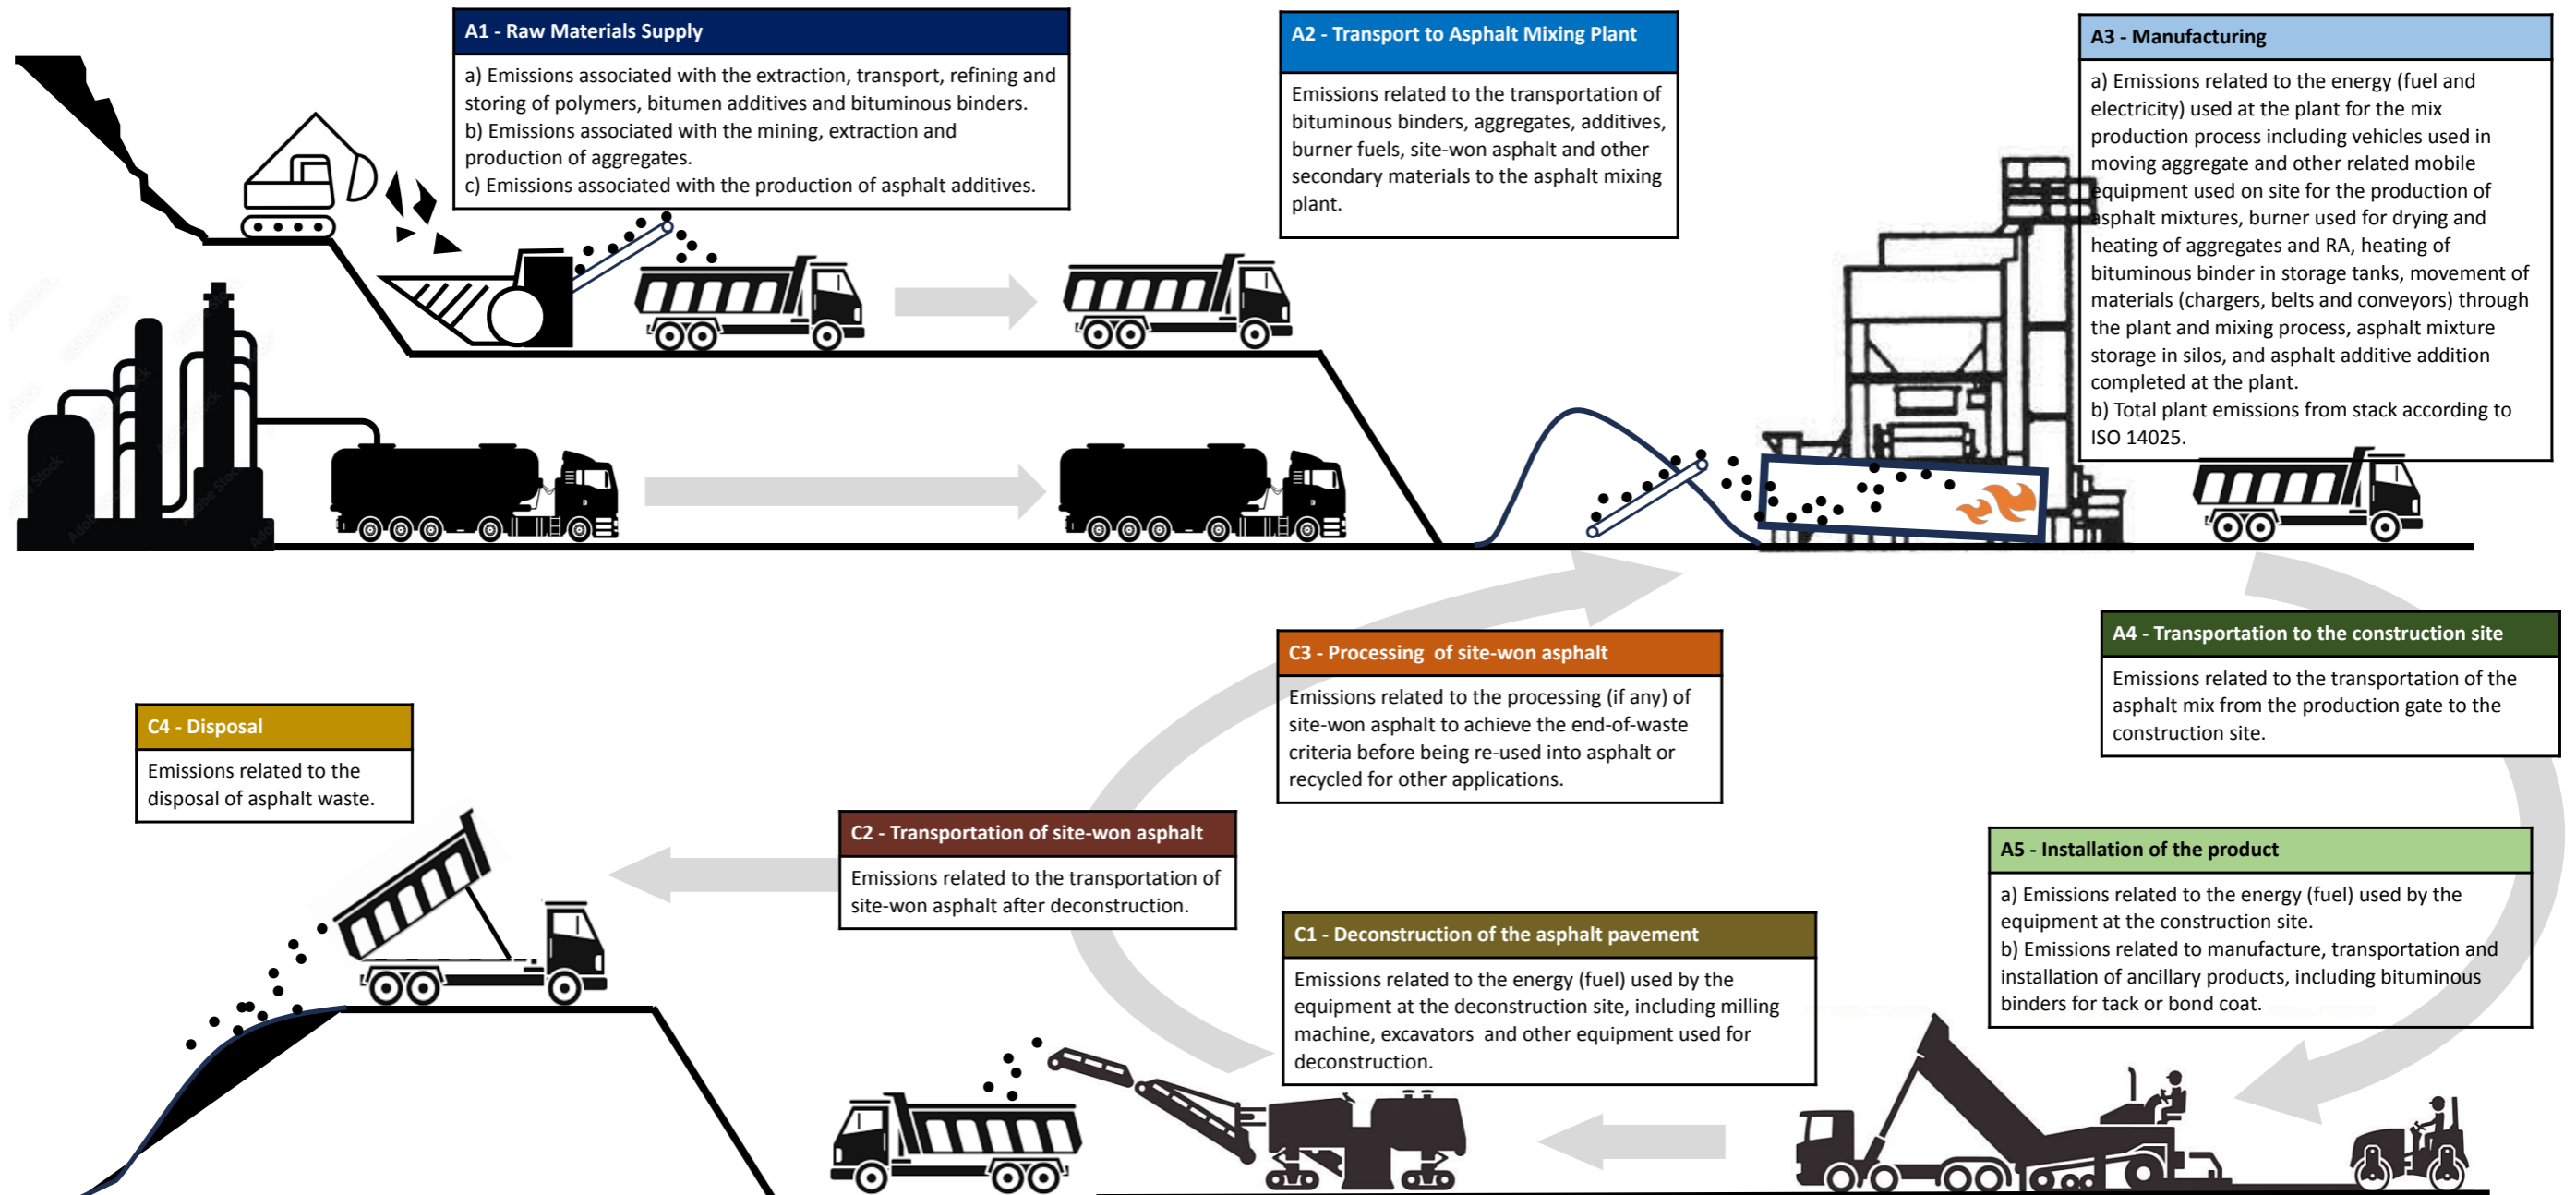 A1 - Raw Materials Supply
a) Emissions associated with the extraction, transport, refining and
storing of polymers, bitumen additives and bituminous binders.
b) Emissions associated with the mining, extraction and
production of aggregates.
c) Emissions associated with the production of asphalt additives.
A2 - Transport to Asphalt Mixing Plant
Emissions related to the transportation of
bituminous binders, aggregates, additives,
burner fuels, site-won asphalt and other
secondary materials to the asphalt mixing
plant.
A3 - Manufacturing
a) Emissions related to the energy (fuel and
electricity) used at the plant for the mix
production process including vehicles used in
moving aggregate and other related mobile
equipment used on site for the production of
asphalt mixtures, burner used for drying and
heating of aggregates and RA, heating of
bituminous binder in storage tanks, movement of
materials (chargers, belts and conveyors) through
the plant and mixing process, asphalt mixture
storage in silos, and asphalt additive addition
completed at the plant.
b) Total plant emissions from stack according to
ISO 14025.
A4 - Transportation to the construction site
Emissions related to the transportation of the
asphalt mix from the production gate to the
construction site.
C3 - Processing  of site-won asphalt
Emissions related to the processing (if any) of
site-won asphalt to achieve the end-of-waste
criteria before being re-used into asphalt or
recycled for other applications.
C4 - Disposal
Emissions related to the
disposal of asphalt waste.
C2 - Transportation of site-won asphalt
Emissions related to the transportation of
site-won asphalt after deconstruction.
A5 - Installation of the product
a) Emissions related to the energy (fuel) used by the
equipment at the construction site.
b) Emissions related to manufacture, transportation and
installation of ancillary products, including bituminous
binders for tack or bond coat.
C1 - Deconstruction of the asphalt pavement
Emissions related to the energy (fuel) used by the
equipment at the deconstruction site, including milling
machine, excavators  and other equipment used for
deconstruction.